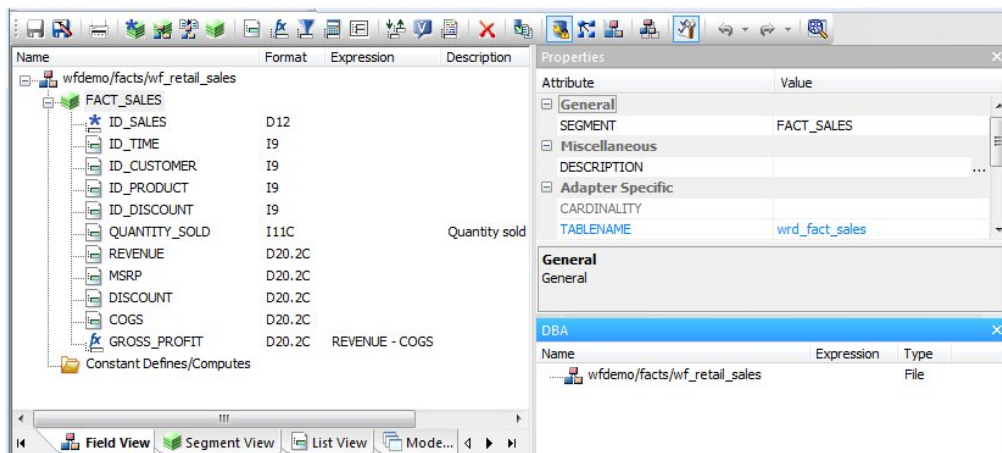 Name Format Expression Description
wfdemo/facts/wf_retail_sales
FACT_SALES
ID_SALES D12
ID_TIME I9
ID_CUSTOMER I9
ID_PRODUCT I9
ID_DISCOUNT I9
QUANTITY_SOLD I11C Quantity sold
REVENUE D20.2C
MSRP D20.2C
DISCOUNT D20.2C
COGS D20.2C
GROSS_PROFIT D20.2C REVENUE - COGS
Constant Defines/Computes
Field View Segment View List View Mode...
Properties
Attribute Value
General
SEGMENT FACT_SALES
Miscellaneous
DESCRIPTION ...
Adapter Specific
CARDINALITY
TABLENAME wrd_fact_sales
General
General
DBA
Name Expression Type
wfdemo/facts/wf_retail_sales File